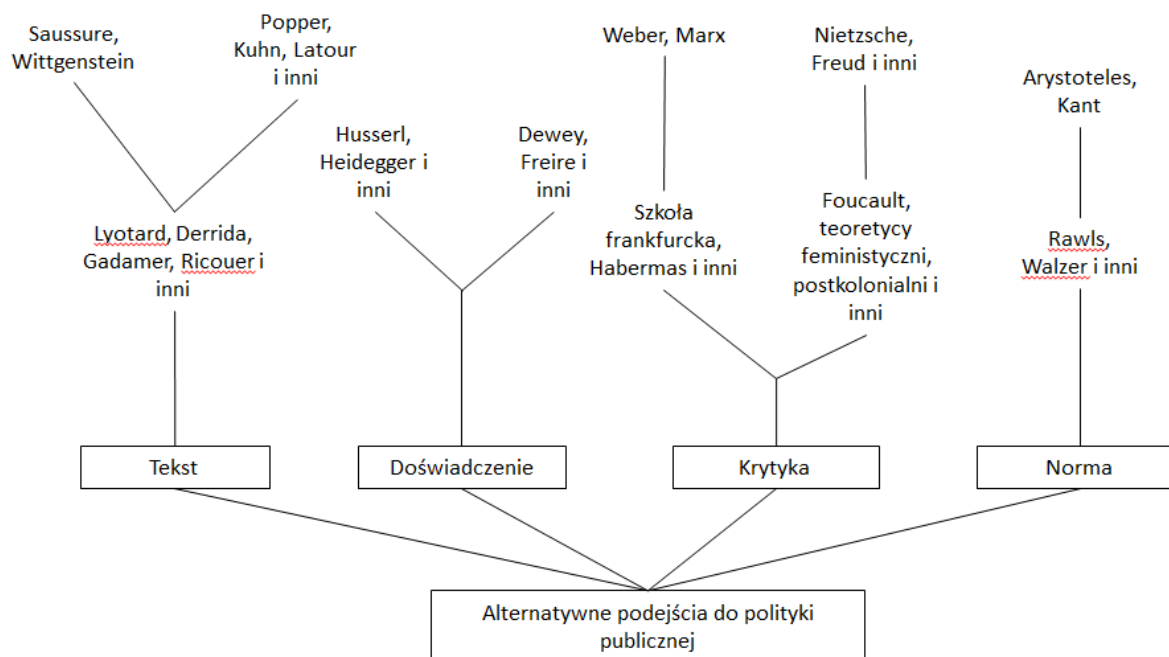 Saussure,
Wittgenstein
Popper,
Kuhn, Latour
i inni
Husserl,
Heidegger i
inni
Dewey,
Freire i
inni
Weber, Marx
Nietzsche,
Freud i inni
Arystoteles,
Kant
Lyotard, Derrida,
Gadamer, Ricouer i
inni
Szkoła
frankfurcka,
Habermas i inni
Foucault,
teoretycy
feministyczni,
postkolonialni i
inni
Rawls,
Walzer i inni
Tekst
Doświadczenie
Krytyka
Norma
Alternatywne podejścia do polityki
publicznej